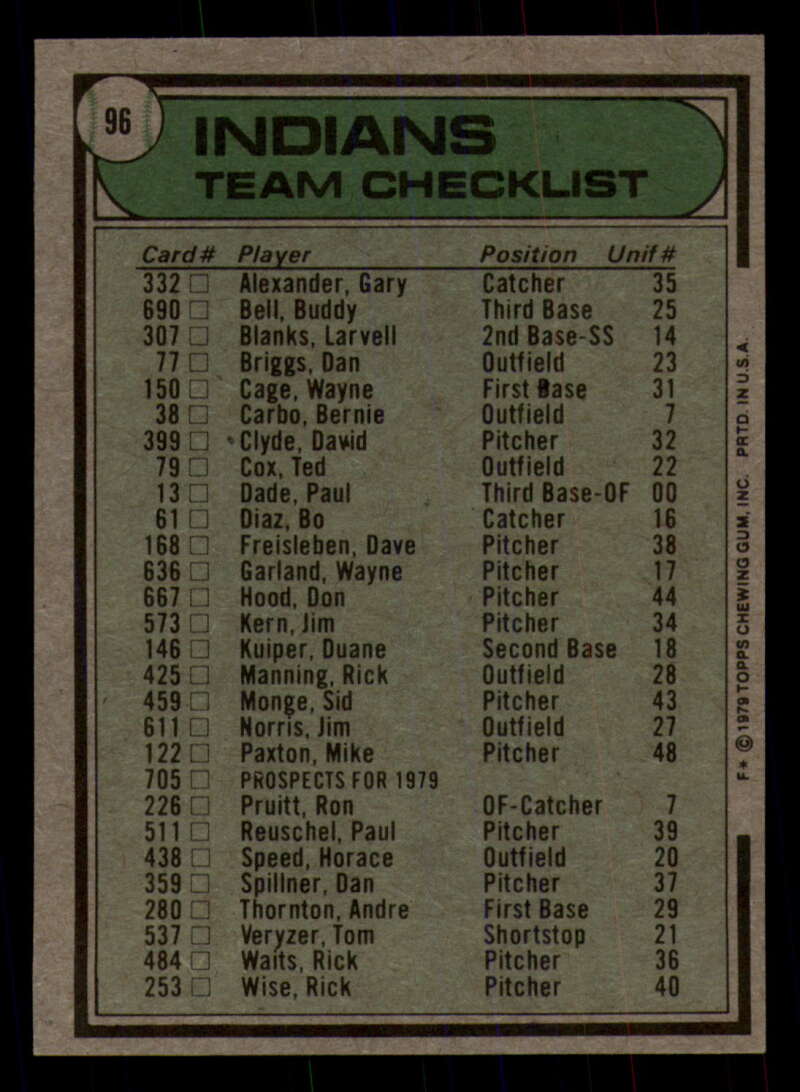 96
INDIANS
TEAM CHECKLIST
Card# Player Position Unif#
332 Alexander, Gary Catcher 35
690 Bell, Buddy Third Base 25
307 Blanks, Larvell 2nd Base-SS 14
77 Briggs, Dan Outfield 23
150 Cage, Wayne First Base 31
38 Carbo, Bernie Outfield 7
399 Clyde, David Pitcher 32
79 Cox, Ted Outfield 22
13 Dade, Paul Third Base-OF 00
61 Diaz, Bo Catcher 16
168 Freisleben, Dave Pitcher 38
636 Garland, Wayne Pitcher 17
667 Hood, Don Pitcher 44
573 Kern, Jim Pitcher 34
146 Kuiper, Duane Second Base 18
425 Manning, Rick Outfield 28
459 Monge, Sid Pitcher 43
611 Norris, Jim Outfield 27
122 Paxton, Mike Pitcher 48
705 PROSPECTS FOR 1979
226 Pruitt, Ron OF-Catcher 7
511 Reuschel, Paul Pitcher 39
438 Speed, Horace Outfield 20
359 Spillner, Dan Pitcher 37
280 Thornton, Andre First Base 29
537 Veryzer, Tom Shortstop 21
484 Waits, Rick Pitcher 36
253 Wise, Rick Pitcher 40
F* © 1979 TOPPS CHEWING GUM, INC. PRTD. IN U.S.A.